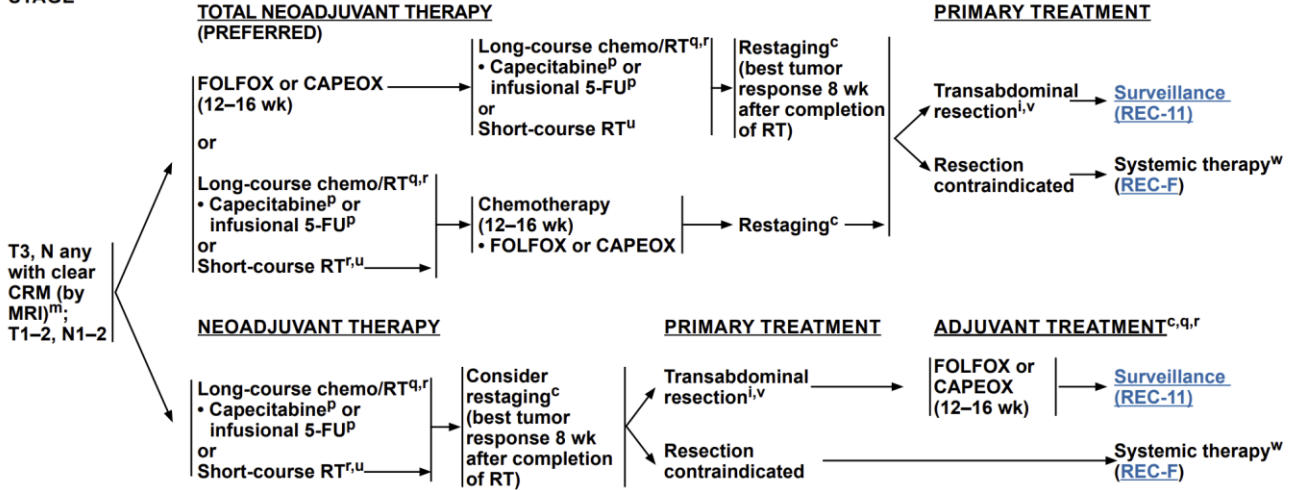 TOTAL NEOADJUVANT THERAPY
(PREFERRED)
PRIMARY TREATMENT
FOLFOX or CAPEOX
(12–16 wk)
or
Long-course chemo/RTq,r
• Capecitabinep or
infusional 5-FUp
or
Short-course RTr,u
Long-course chemo/RTq,r
• Capecitabinep or
infusional 5-FUp
or
Short-course RTu
Restagingc
(best tumor
response 8 wk
after completion
of RT)
Chemotherapy
(12–16 wk)
• FOLFOX or CAPEOX
Restagingc
Transabdominal
resectioni,v
Surveillance
(REC-11)
Resection
contraindicated
Systemic therapyw
(REC-F)
T3, N any
with clear
CRM (by
MRI)m;
T1–2, N1–2
NEOADJUVANT THERAPY
PRIMARY TREATMENT
ADJUVANT TREATMENTc,q,r
Long-course chemo/RTq,r
• Capecitabinep or
infusional 5-FUp
or
Short-course RTr,u
Consider
restagingc
(best tumor
response 8 wk
after completion
of RT)
Transabdominal
resectioni,v
FOLFOX or
CAPEOX
(12–16 wk)
Surveillance
(REC-11)
Resection
contraindicated
Systemic therapyw
(REC-F)